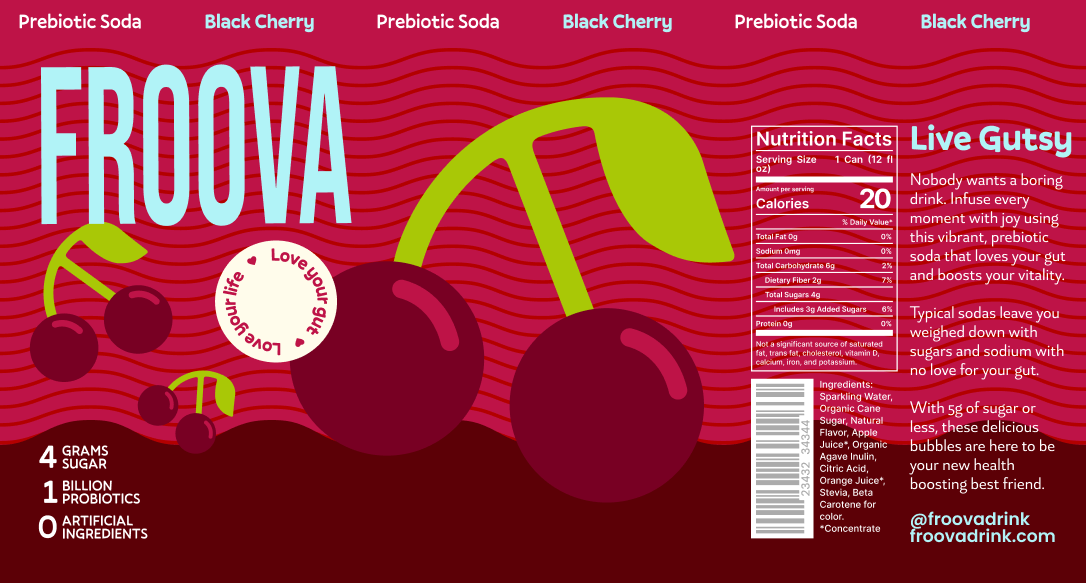 Prebiotic Soda Black Cherry Prebiotic Soda Black Cherry Prebiotic Soda Black Cherry
FROOVA
Love your gut
Love your life
4 GRAMS
SUGAR
1 BILLION
PROBIOTICS
0 ARTIFICIAL
INGREDIENTS
Nutrition Facts
Serving Size 1 Can (12 fl
oz)
Amount per serving
Calories 20
% Daily Value*
Total Fat 0g 0%
Sodium 0mg 0%
Total Carbohydrate 6g 2%
Dietary Fiber 2g 7%
Total Sugars 4g
Includes 3g Added Sugars 6%
Protein 0g 0%
Not a significant source of saturated
fat, trans fat, cholesterol, vitamin D,
calcium, iron, and potassium.
23432 34344
Ingredients:
Sparkling Water,
Organic Cane
Sugar, Natural
Flavor, Apple
Juice*, Organic
Agave Inulin,
Citric Acid,
Orange Juice*,
Stevia, Beta
Carotene for
color.
*Concentrate
Live Gutsy
Nobody wants a boring
drink. Infuse every
moment with joy using
this vibrant, prebiotic
soda that loves your gut
and boosts your vitality.
Typical sodas leave you
weighed down with
sugars and sodium with
no love for your gut.
With 5g of sugar or
less, these delicious
bubbles are here to be
your new health
boosting best friend.
@froovadrink
froovadrink.com